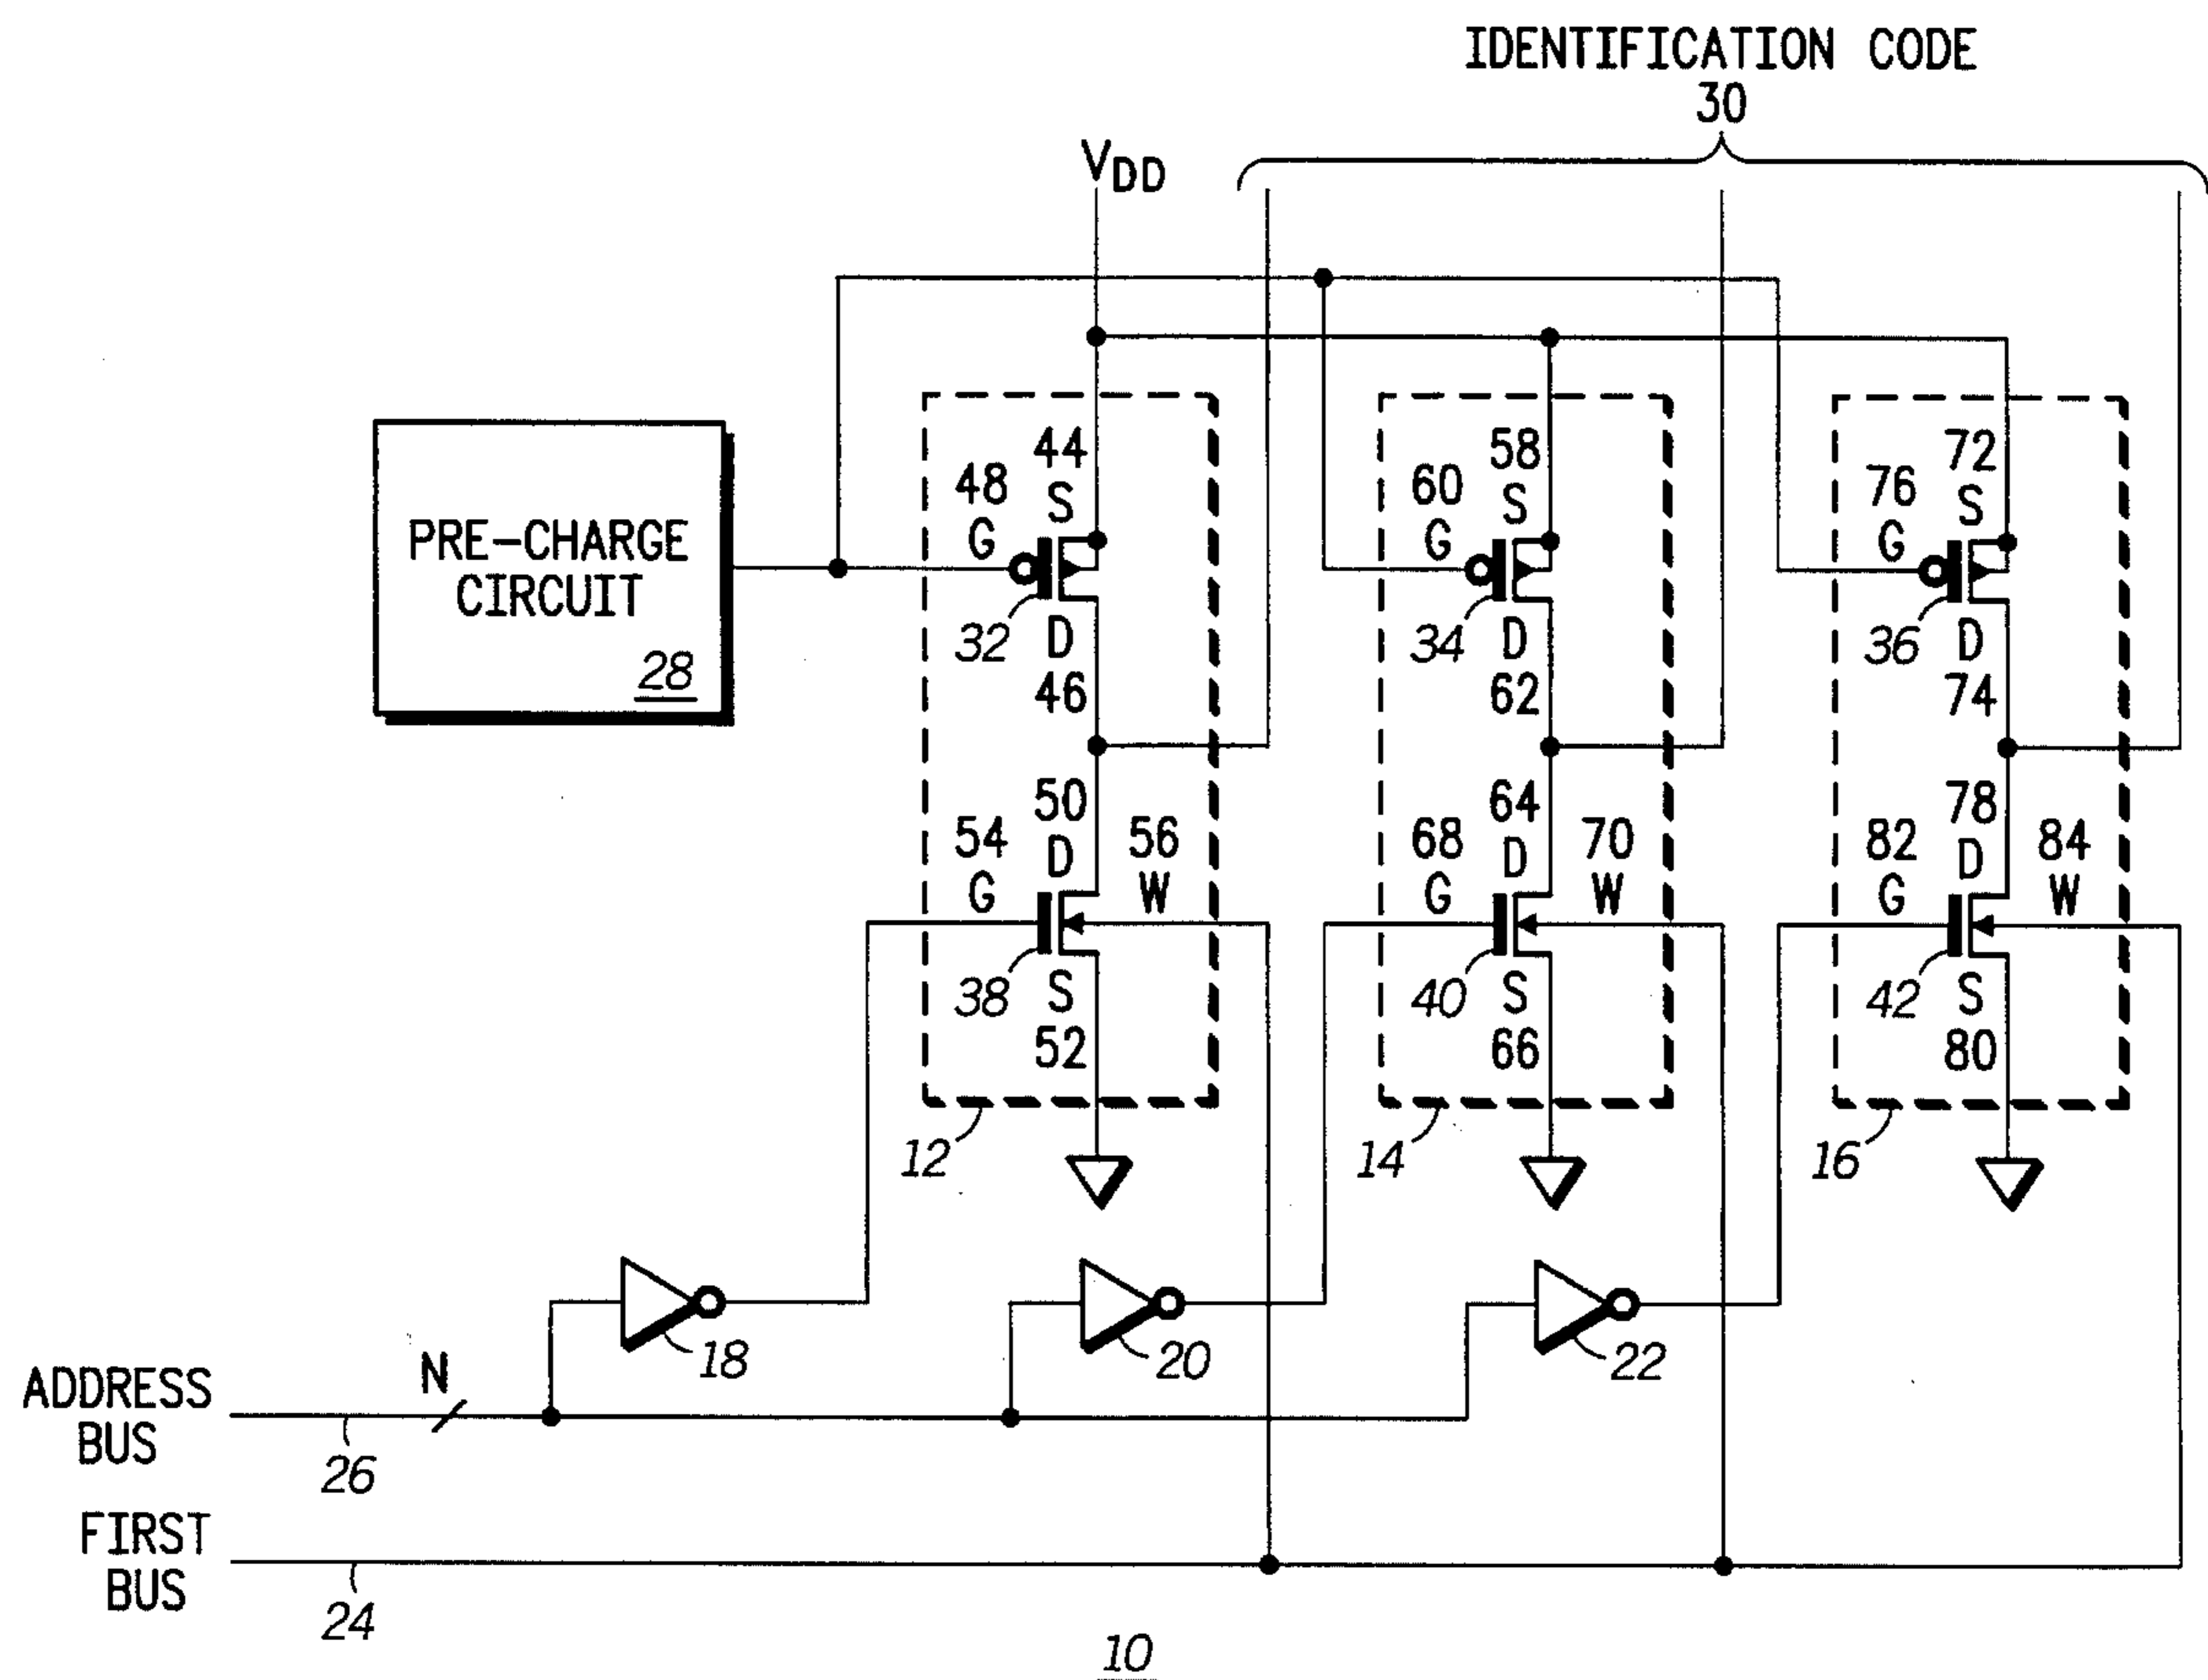 IDENTIFICATION CODE
30
VDD
PRE-CHARGE
CIRCUIT
28
44
48 S
G
32 D
46
50
54 D 56
G W
38 S
52
12
58
60 S
G
34 D
62
64
68 D 70
G W
40 S
66
14
72
76 S
G
36 D
74
78
82 D 84
G W
42 S
80
16
18
20
22
N
ADDRESS
BUS
26
FIRST
BUS
24
10